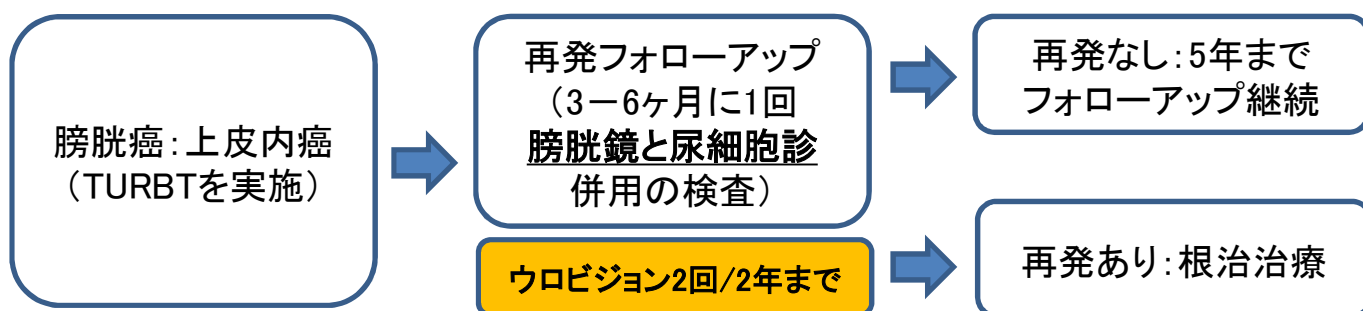 膀胱癌：上皮内癌
（TURBTを実施）
再発フォローアップ
（3－6ヶ月に1回
膀胱鏡と尿細胞診
併用の検査）
ウロビジョン2回/2年まで
再発なし：5年まで
フォローアップ継続
再発あり：根治治療